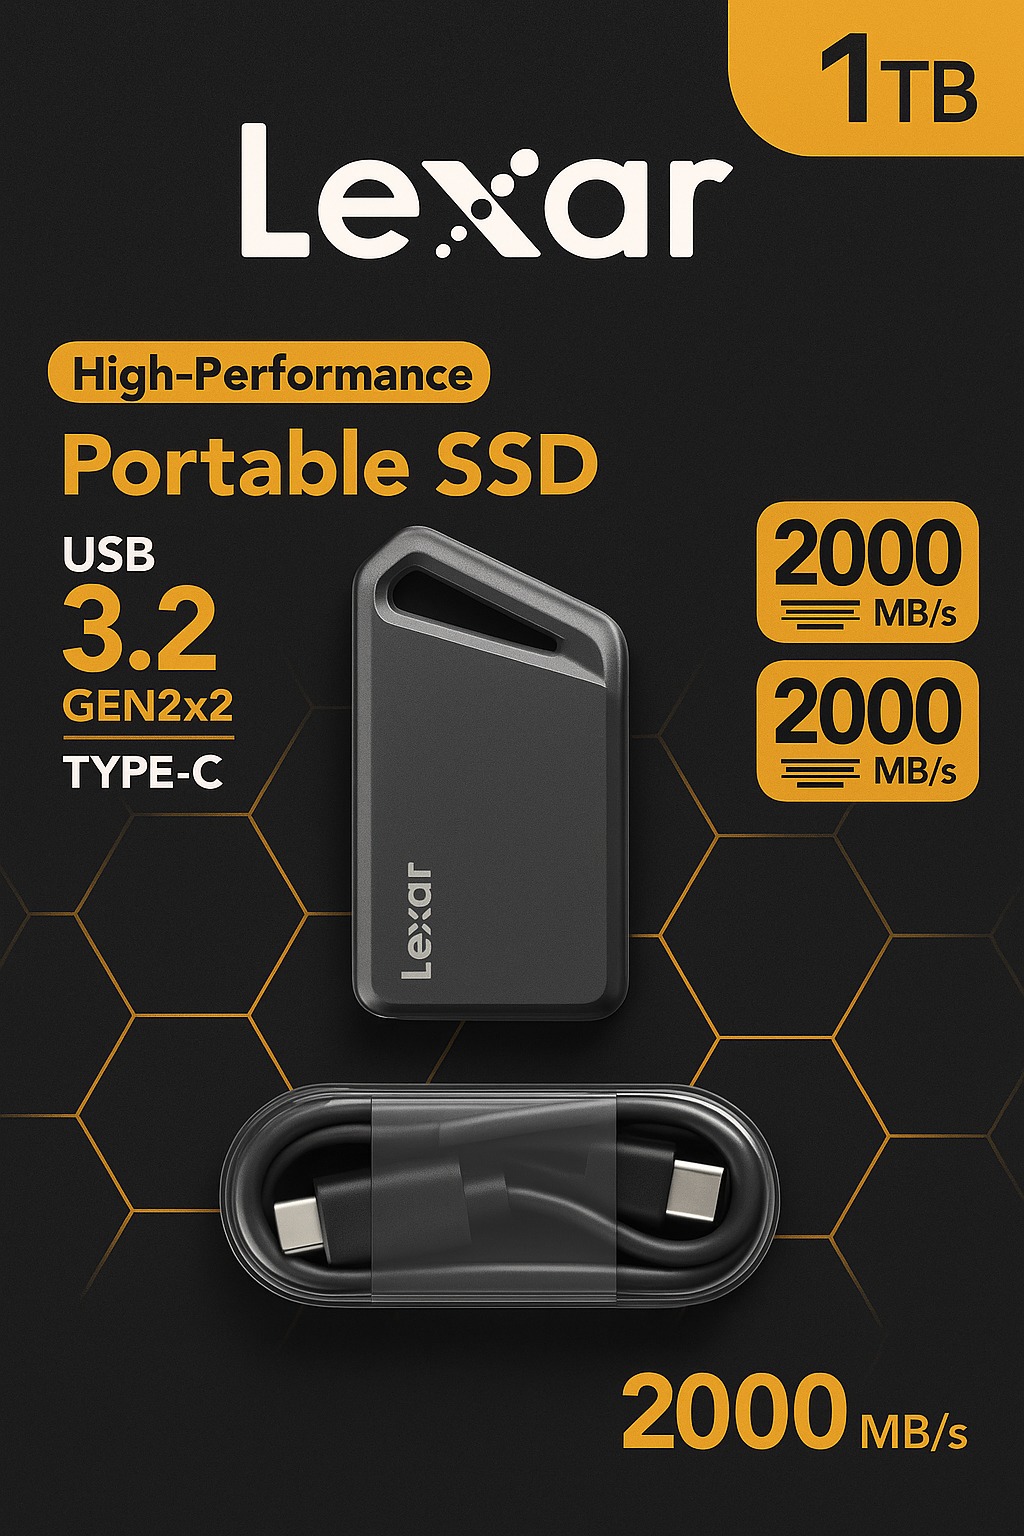 1TB
Lexar
High-Performance
Portable SSD
USB
3.2
GEN2x2
TYPE-C
2000
MB/s
2000
MB/s
Lexar
2000 MB/s